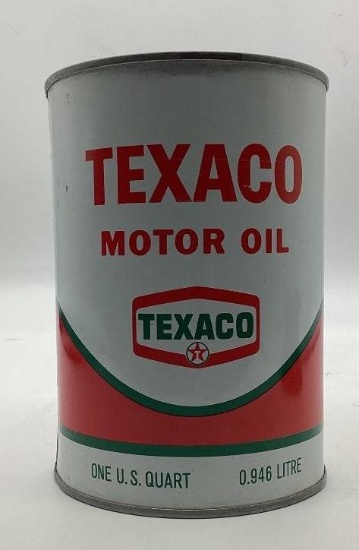 TEXACO
MOTOR OIL
TEXACO
T
ONE U.S. QUART 0.946 LITRE